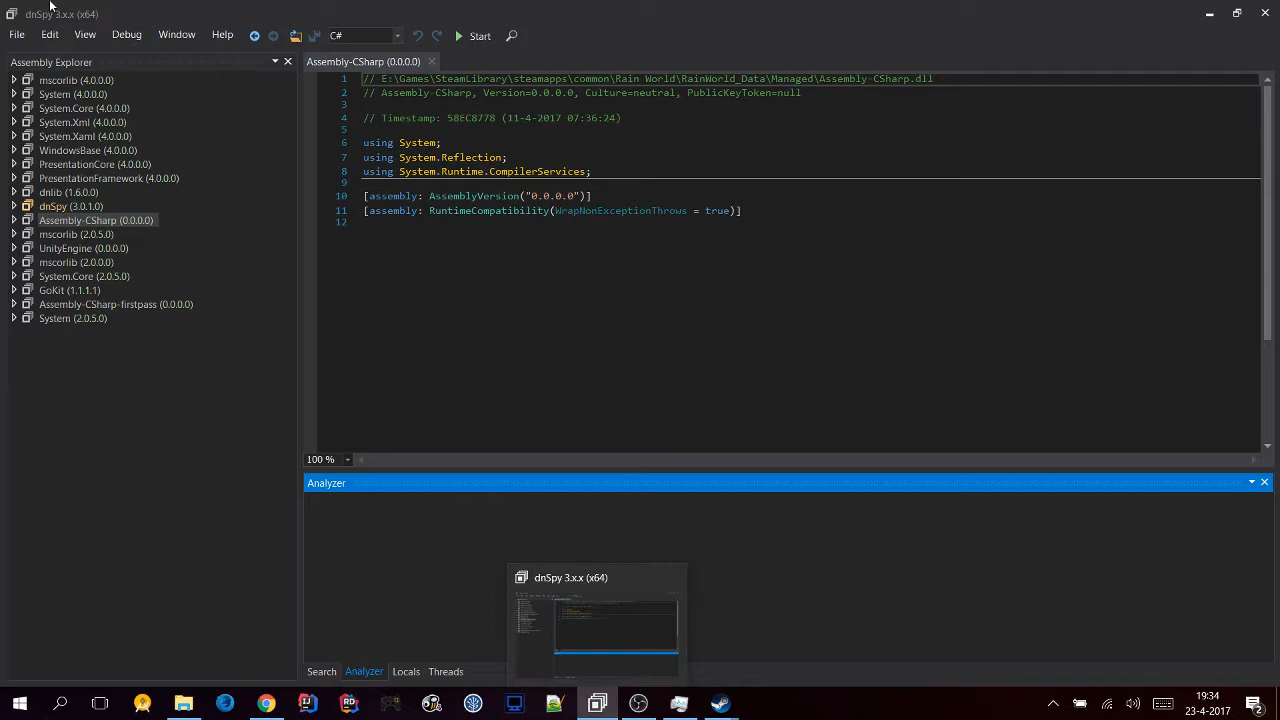 dnSpy 3.x.x (x64)
File Edit View Debug Window Help C# Start
Assembly Explorer
mscorlib (4.0.0.0)
System (4.0.0.0)
System.Core (4.0.0.0)
System.Xml (4.0.0.0)
System.Xaml (4.0.0.0)
WindowsBase (4.0.0.0)
PresentationCore (4.0.0.0)
PresentationFramework (4.0.0.0)
dnlib (1.6.0.0)
dnSpy (3.0.1.0)
Assembly-CSharp (0.0.0.0)
mscorlib (2.0.5.0)
UnityEngine (0.0.0.0)
mscorlib (2.0.0.0)
System.Core (2.0.5.0)
GoKit (1.1.1.1)
Assembly-CSharp-firstpass (0.0.0.0)
System (2.0.5.0)
Assembly-CSharp (0.0.0.0)
1 // E:\Games\SteamLibrary\steamapps\common\Rain World\RainWorld_Data\Managed\Assembly-CSharp.dll
2 // Assembly-CSharp, Version=0.0.0.0, Culture=neutral, PublicKeyToken=null
3
4 // Timestamp: 58EC8778 (11-4-2017 07:36:24)
5
6 using System;
7 using System.Reflection;
8 using System.Runtime.CompilerServices;
9
10 [assembly: AssemblyVersion("0.0.0.0")]
11 [assembly: RuntimeCompatibility(WrapNonExceptionThrows = true)]
12
100 %
Analyzer
dnSpy 3.x.x (x64)
Search Analyzer Locals Threads
19:34
23-4-2017
2